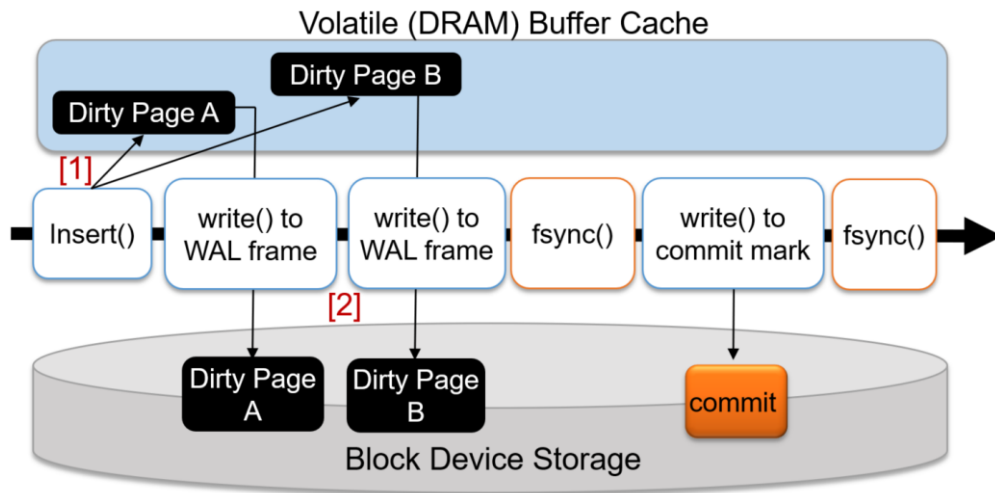 Volatile (DRAM) Buffer Cache
Dirty Page B
Dirty Page A
[1]
Insert()
write() to
WAL frame
write() to
WAL frame
fsync()
write() to
commit mark
fsync()
[2]
Dirty Page
A
Dirty Page
B
commit
Block Device Storage